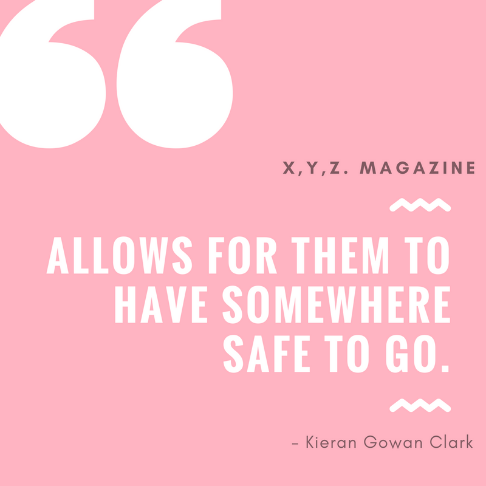 X,Y,Z. MAGAZINE
ALLOWS FOR THEM TO
HAVE SOMEWHERE
SAFE TO GO.
– Kieran Gowan Clark